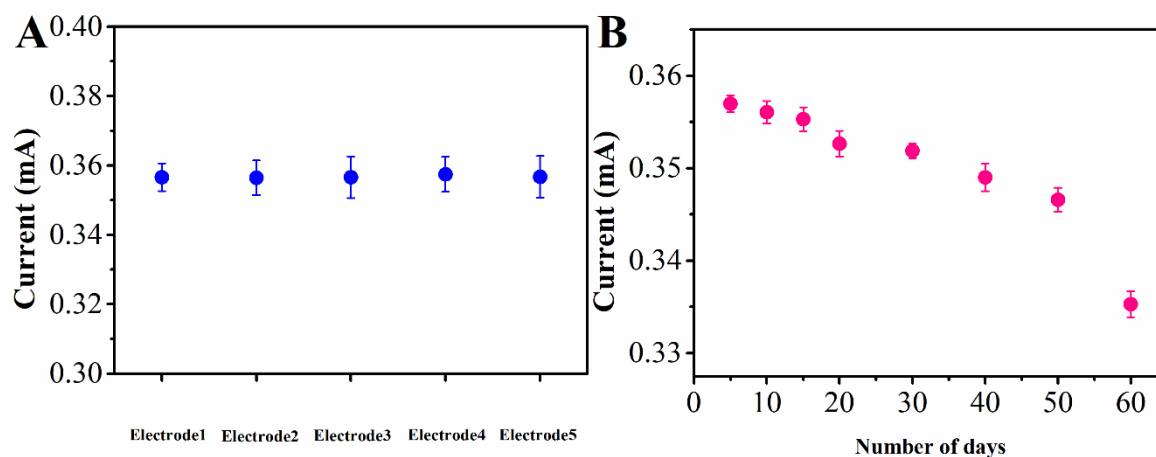 A
Current (mA)
0.40
0.38
0.36
0.34
0.32
0.30
Electrode1 Electrode2 Electrode3 Electrode4 Electrode5
B
Current (mA)
0.36
0.35
0.34
0.33
0 10 20 30 40 50 60
Number of days